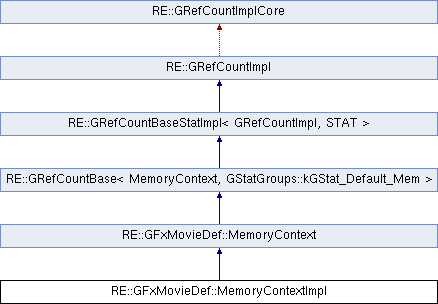 RE::GRefCountImplCore
RE::GRefCountImpl
RE::GRefCountBaseStatImpl< GRefCountImpl, STAT >
RE::GRefCountBase< MemoryContext, GStatGroups::kGStat_Default_Mem >
RE::GFxMovieDef::MemoryContext
RE::GFxMovieDef::MemoryContextImpl